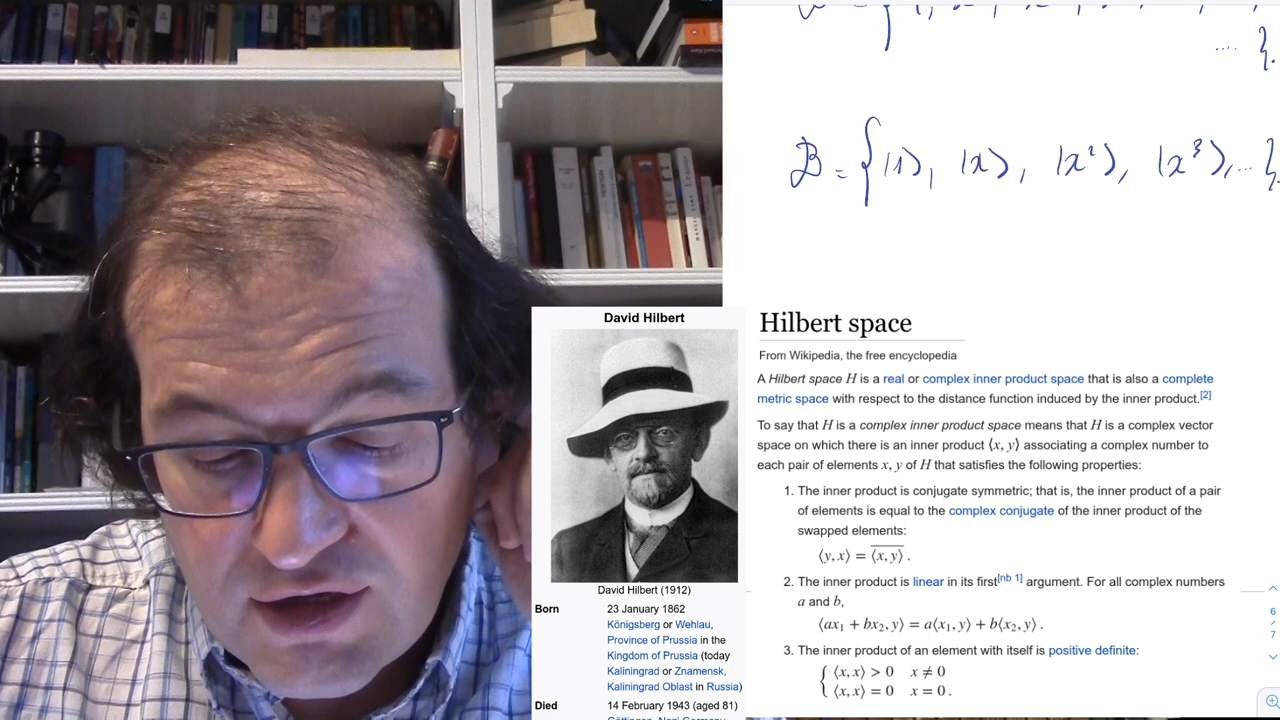 .... }.
B = { |1⟩, |x⟩, |x²⟩, |x³⟩, ... }.
David Hilbert
David Hilbert (1912)
Born 23 January 1862
Königsberg or Wehlau,
Province of Prussia in the
Kingdom of Prussia (today
Kaliningrad or Znamensk,
Kaliningrad Oblast in Russia)
Died 14 February 1943 (aged 81)
Hilbert space
From Wikipedia, the free encyclopedia
A Hilbert space H is a real or complex inner product space that is also a complete
metric space with respect to the distance function induced by the inner product.[2]
To say that H is a complex inner product space means that H is a complex vector
space on which there is an inner product ⟨x, y⟩ associating a complex number to
each pair of elements x, y of H that satisfies the following properties:
1. The inner product is conjugate symmetric; that is, the inner product of a pair
of elements is equal to the complex conjugate of the inner product of the
swapped elements:
⟨y, x⟩ = \overline{⟨x, y⟩} .
2. The inner product is linear in its first[nb 1] argument. For all complex numbers
a and b,
⟨ax₁ + bx₂, y⟩ = a⟨x₁, y⟩ + b⟨x₂, y⟩ .
3. The inner product of an element with itself is positive definite:
⟨x, x⟩ > 0 x ≠ 0
⟨x, x⟩ = 0 x = 0 .
6
/
7